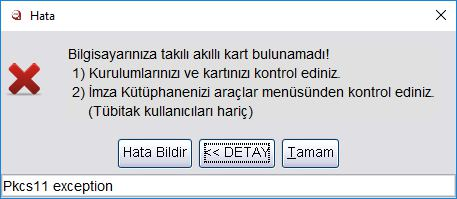 Hata
Bilgisayarınıza takılı akıllı kart bulunamadı!
1) Kurulumlarınızı ve kartınızı kontrol ediniz.
2) İmza Kütüphanenizi araçlar menüsünden kontrol ediniz.
(Tübitak kullanıcıları hariç)
Hata Bildir << DETAY Tamam
Pkcs11 exception